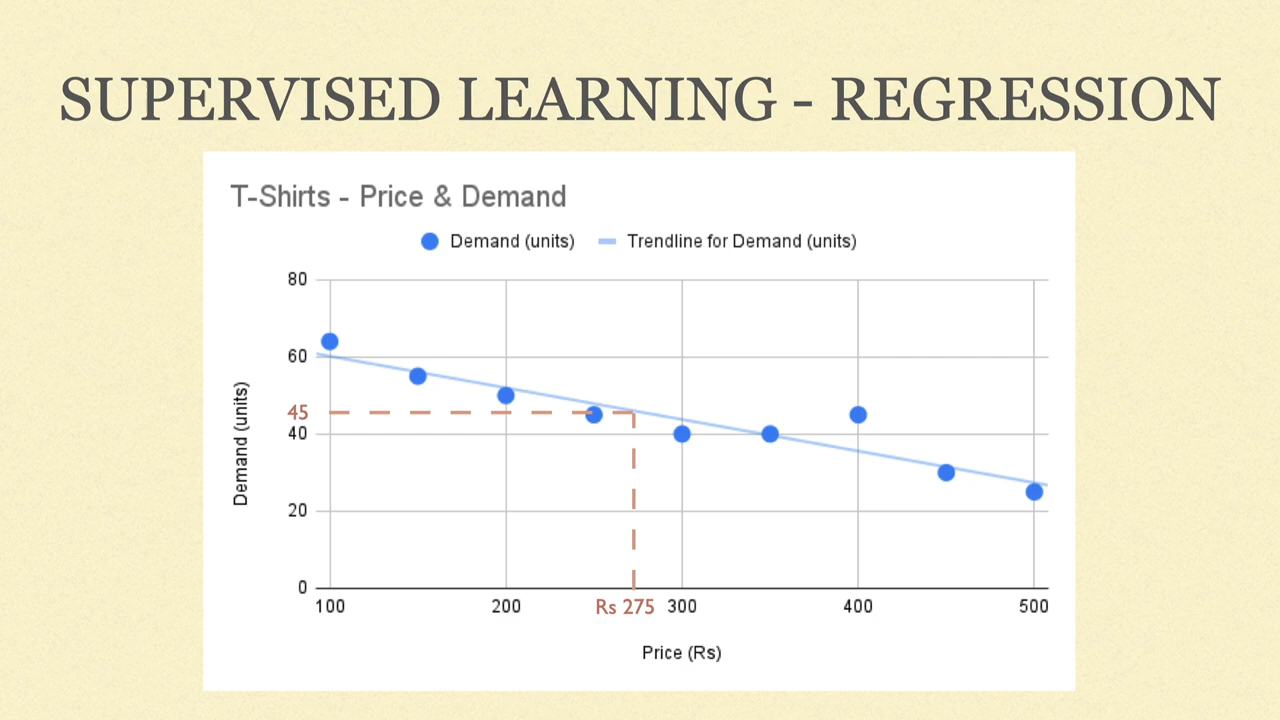 SUPERVISED LEARNING - REGRESSION
T-Shirts - Price & Demand
Demand (units) Trendline for Demand (units)
80
60
45
40
20
0
Demand (units)
100 200 Rs 275 300 400 500
Price (Rs)